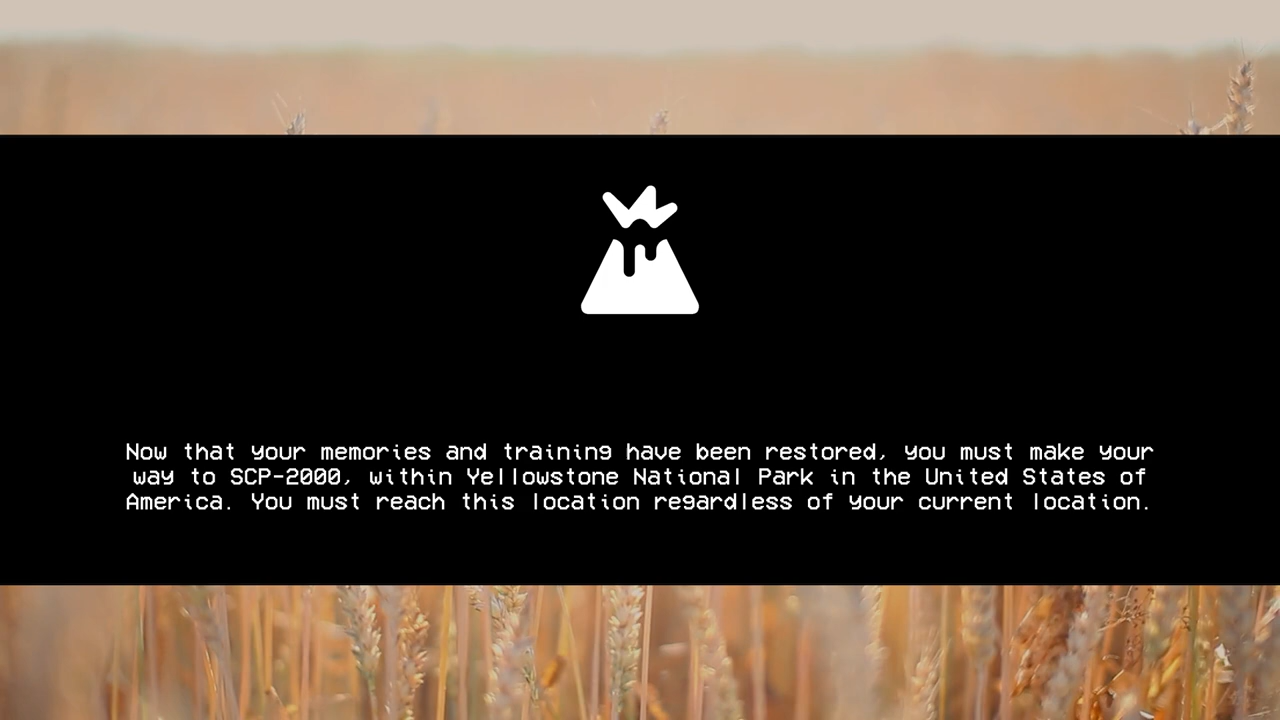 Now that your memories and training have been restored, you must make your
way to SCP-2000, within Yellowstone National Park in the United States of
America. You must reach this location regardless of your current location.